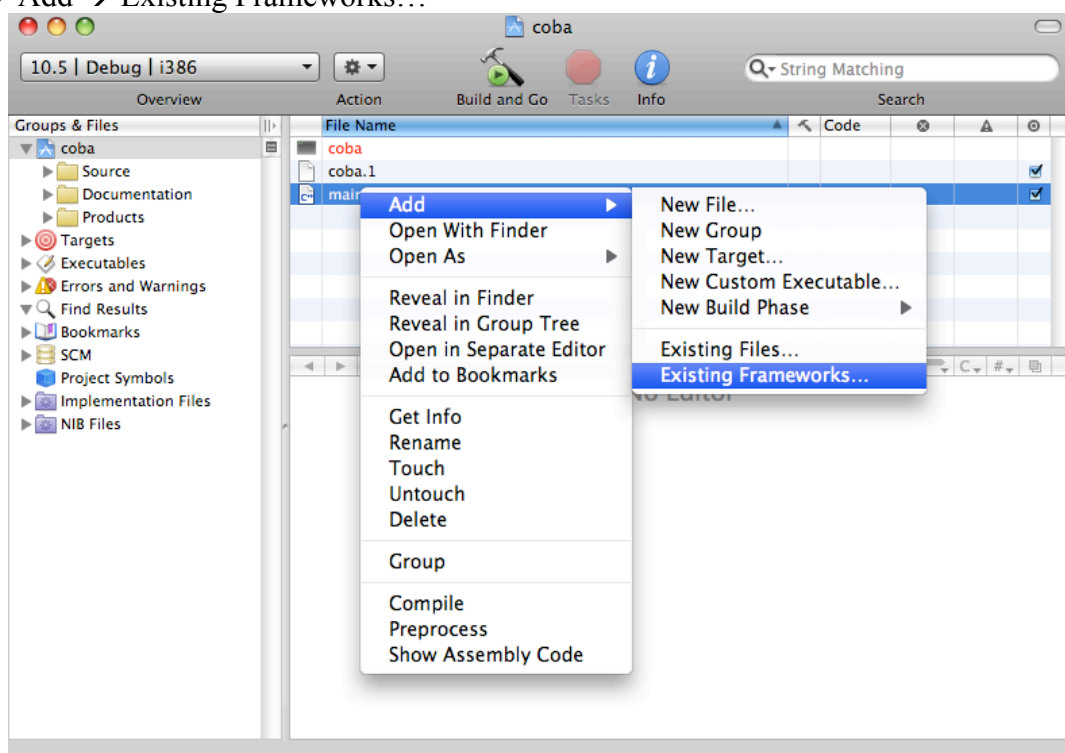 Add → Existing Frameworks...
coba
10.5 | Debug | i386
String Matching
Overview
Action
Build and Go
Tasks
Info
Search
Groups & Files
File Name
Code
coba
Source
Documentation
Products
Targets
Executables
Errors and Warnings
Find Results
Bookmarks
SCM
Project Symbols
Implementation Files
NIB Files
coba
coba.1
Add
Open With Finder
Open As
Reveal in Finder
Reveal in Group Tree
Open in Separate Editor
Add to Bookmarks
Get Info
Rename
Touch
Untouch
Delete
Group
Compile
Preprocess
Show Assembly Code
New File...
New Group
New Target...
New Custom Executable...
New Build Phase
Existing Files...
Existing Frameworks...
C
#
Editor